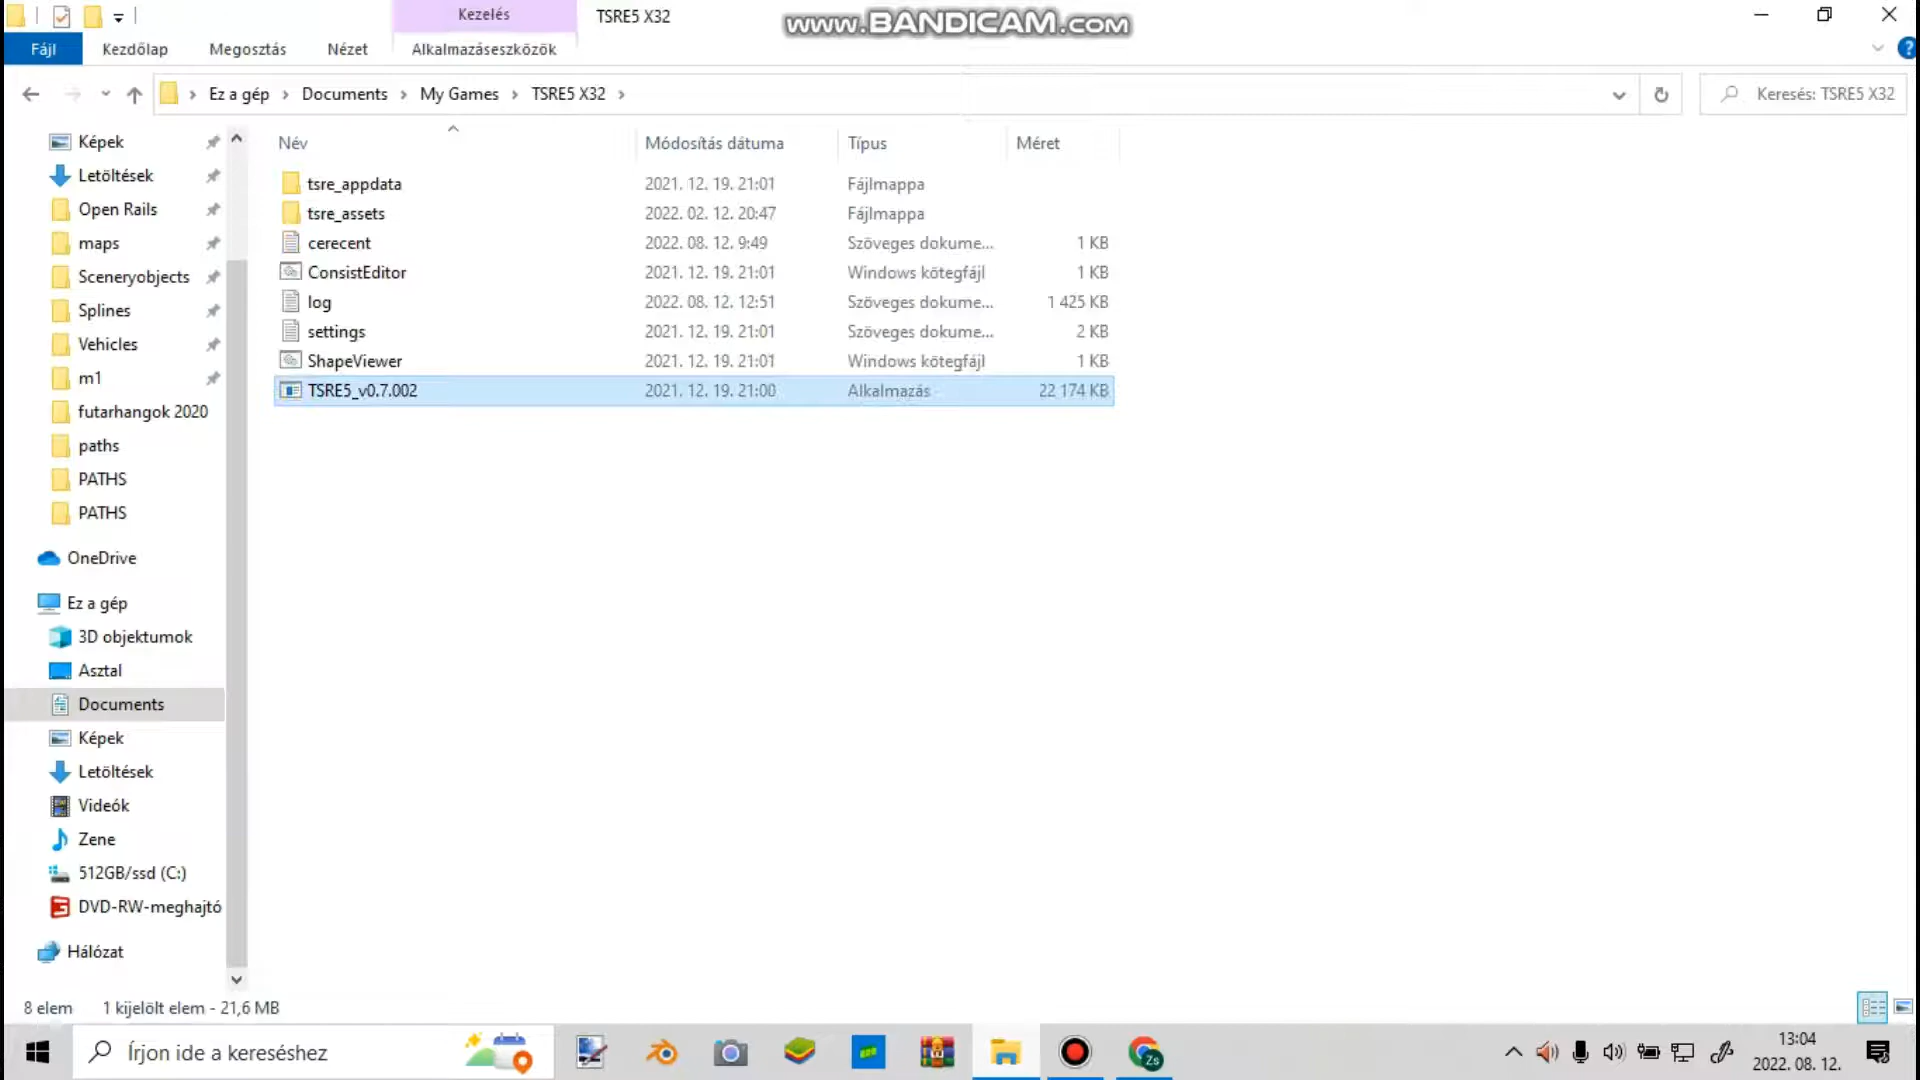 Kezelés
TSRE5 X32
www.BANDICAM.com
Fájl
Kezdőlap
Megosztás
Nézet
Alkalmazáseszközök
Ez a gép
Documents
My Games
TSRE5 X32
Keresés: TSRE5 X32
Képek
Letöltések
Open Rails
maps
Sceneryobjects
Splines
Vehicles
m1
futarhangok 2020
paths
PATHS
PATHS
OneDrive
Ez a gép
3D objektumok
Asztal
Documents
Képek
Letöltések
Videók
Zene
512GB/ssd (C:)
DVD-RW-meghajtó
Hálózat
Név Módosítás dátuma Típus Méret
tsre_appdata 2021. 12. 19. 21:01 Fájlmappa
tsre_assets 2022. 02. 12. 20:47 Fájlmappa
cerecent 2022. 08. 12. 9:49 Szöveges dokume... 1 KB
ConsistEditor 2021. 12. 19. 21:01 Windows kötegfájl 1 KB
log 2022. 08. 12. 12:51 Szöveges dokume... 1 425 KB
settings 2021. 12. 19. 21:01 Szöveges dokume... 2 KB
ShapeViewer 2021. 12. 19. 21:01 Windows kötegfájl 1 KB
TSRE5_v0.7.002 2021. 12. 19. 21:00 Alkalmazás 22 174 KB
8 elem 1 kijelölt elem - 21,6 MB
Írjon ide a kereséshez
Zs
13:04
2022. 08. 12.